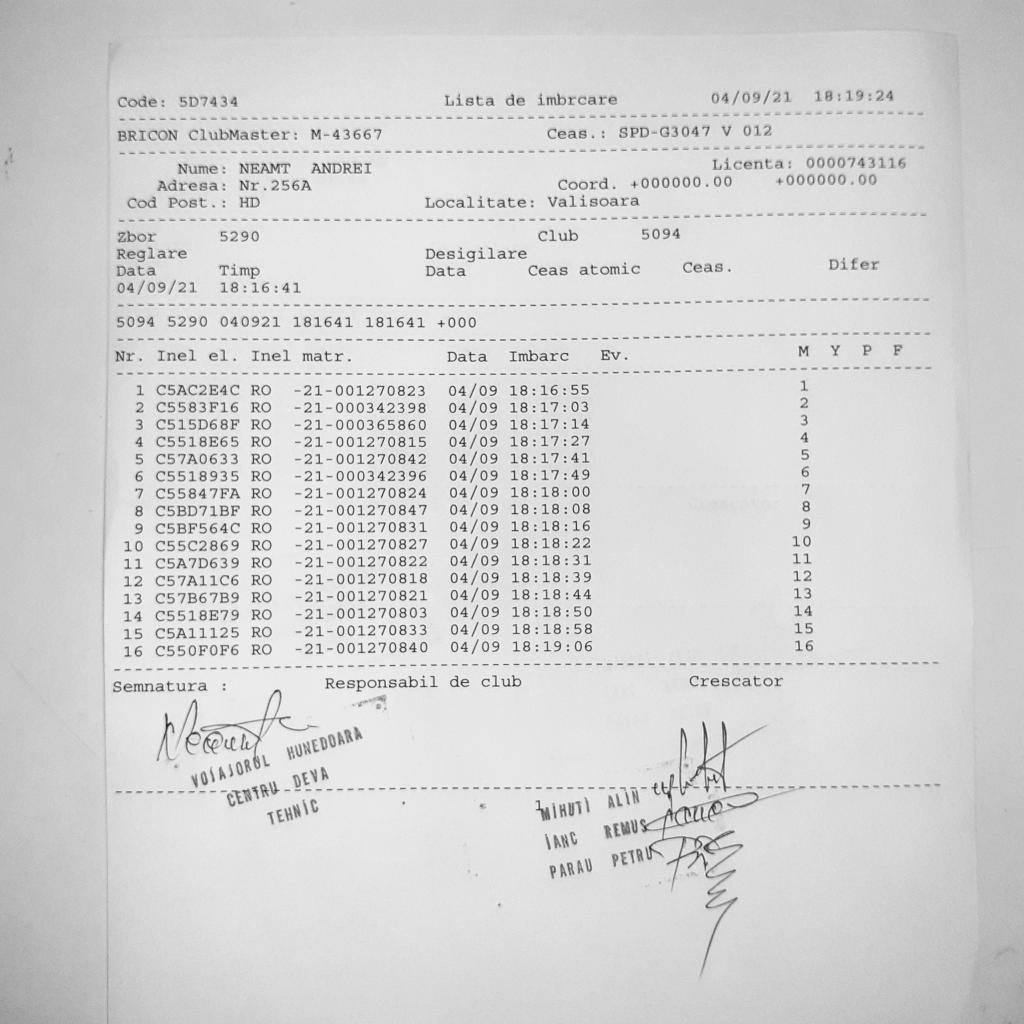 Code: 5D7434 Lista de imbrcare 04/09/21 18:19:24
BRICON ClubMaster: M-43667 Ceas.: SPD-G3047 V 012
Nume: NEAMT ANDREI Licenta: 0000743116
Adresa: Nr.256A Coord. +000000.00 +000000.00
Cod Post.: HD Localitate: Valisoara
Zbor 5290 Club 5094
Reglare Desigilare
Data Timp Data Ceas atomic Ceas. Difer
04/09/21 18:16:41
5094 5290 040921 181641 181641 +000
Nr. Inel el. Inel matr. Data Imbarc Ev. M Y P F
1 C5AC2E4C RO -21-001270823 04/09 18:16:55 1
2 C5583F16 RO -21-000342398 04/09 18:17:03 2
3 C515D68F RO -21-000365860 04/09 18:17:14 3
4 C5518E65 RO -21-001270815 04/09 18:17:27 4
5 C57A0633 RO -21-001270842 04/09 18:17:41 5
6 C5518935 RO -21-000342396 04/09 18:17:49 6
7 C55847FA RO -21-001270824 04/09 18:18:00 7
8 C5BD71BF RO -21-001270847 04/09 18:18:08 8
9 C5BF564C RO -21-001270831 04/09 18:18:16 9
10 C55C2869 RO -21-001270827 04/09 18:18:22 10
11 C5A7D639 RO -21-001270822 04/09 18:18:31 11
12 C57A11C6 RO -21-001270818 04/09 18:18:39 12
13 C57B67B9 RO -21-001270821 04/09 18:18:44 13
14 C5518E79 RO -21-001270803 04/09 18:18:50 14
15 C5A11125 RO -21-001270833 04/09 18:18:58 15
16 C550F0F6 RO -21-001270840 04/09 18:19:06 16
Semnatura : Responsabil de club Crescator
VOIAJORUL HUNEDOARA
CENTRU DEVA
TEHNIC
1
MIHUTI ALIN
IANC REMUS
PARAU PETRU